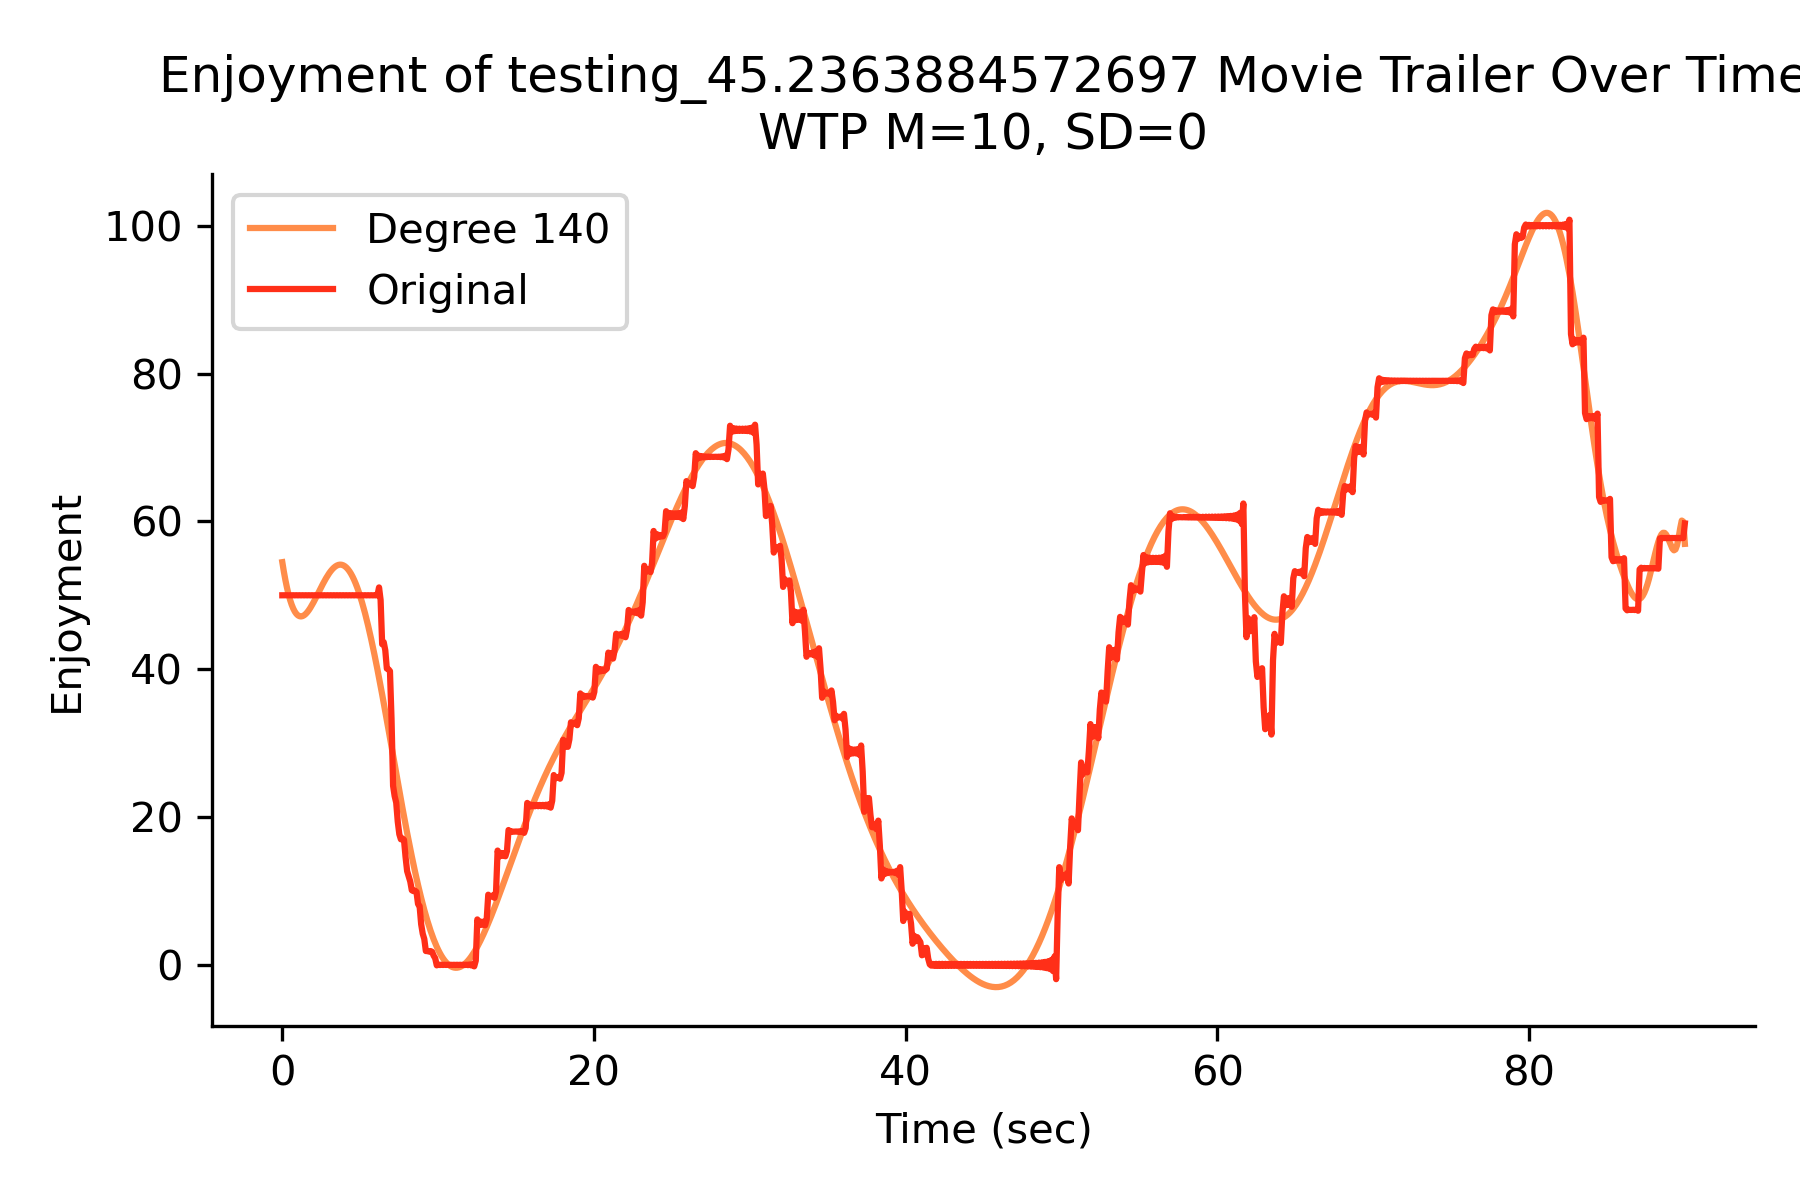 Enjoyment of testing_45.2363884572697 Movie Trailer Over Time
WTP M=10, SD=0
Degree 140
Original
Enjoyment
100
80
60
40
20
0
0 20 40 60 80
Time (sec)